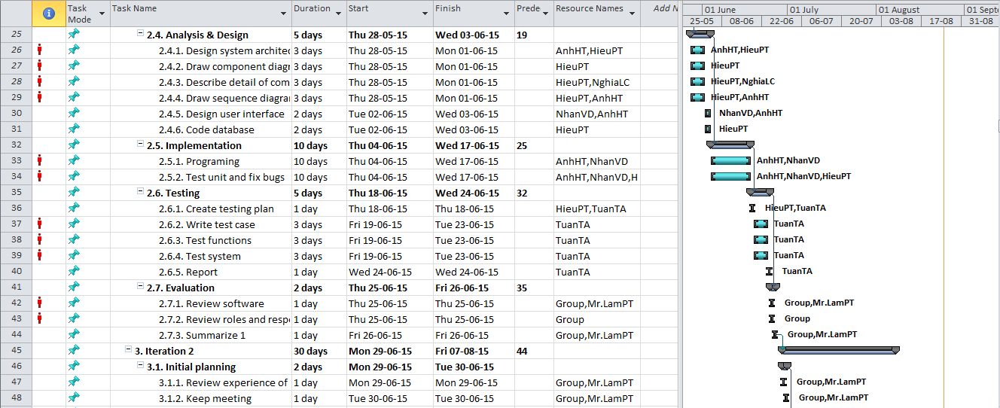 Task Mode Task Name Duration Start Finish Prede Resource Names Add N
01 June 01 July 01 August 01 Septe
25-05 08-06 22-06 06-07 20-07 03-08 17-08 31-08
25 2.4. Analysis & Design 5 days Thu 28-05-15 Wed 03-06-15 19
26 2.4.1. Design system architec 3 days Thu 28-05-15 Mon 01-06-15 AnhHT,HieuPT AnhHT,HieuPT
27 2.4.2. Draw component diagr 3 days Thu 28-05-15 Mon 01-06-15 HieuPT HieuPT
28 2.4.3. Describe detail of com 3 days Thu 28-05-15 Mon 01-06-15 HieuPT,NghiaLC HieuPT,NghiaLC
29 2.4.4. Draw sequence diagra 3 days Thu 28-05-15 Mon 01-06-15 HieuPT,AnhHT HieuPT,AnhHT
30 2.4.5. Design user interface 2 days Tue 02-06-15 Wed 03-06-15 NhanVD,AnhHT NhanVD,AnhHT
31 2.4.6. Code database 2 days Tue 02-06-15 Wed 03-06-15 HieuPT HieuPT
32 2.5. Implementation 10 days Thu 04-06-15 Wed 17-06-15 25
33 2.5.1. Programing 10 days Thu 04-06-15 Wed 17-06-15 AnhHT,NhanVD AnhHT,NhanVD
34 2.5.2. Test unit and fix bugs 10 days Thu 04-06-15 Wed 17-06-15 AnhHT,NhanVD,H AnhHT,NhanVD,HieuPT
35 2.6. Testing 5 days Thu 18-06-15 Wed 24-06-15 32
36 2.6.1. Create testing plan 1 day Thu 18-06-15 Thu 18-06-15 HieuPT,TuanTA HieuPT,TuanTA
37 2.6.2. Write test case 3 days Fri 19-06-15 Tue 23-06-15 TuanTA TuanTA
38 2.6.3. Test functions 3 days Fri 19-06-15 Tue 23-06-15 TuanTA TuanTA
39 2.6.4. Test system 3 days Fri 19-06-15 Tue 23-06-15 TuanTA TuanTA
40 2.6.5. Report 1 day Wed 24-06-15 Wed 24-06-15 TuanTA TuanTA
41 2.7. Evaluation 2 days Thu 25-06-15 Fri 26-06-15 35
42 2.7.1. Review software 1 day Thu 25-06-15 Thu 25-06-15 Group,Mr.LamPT Group,Mr.LamPT
43 2.7.2. Review roles and respo 1 day Thu 25-06-15 Thu 25-06-15 Group Group
44 2.7.3. Summarize 1 1 day Fri 26-06-15 Fri 26-06-15 Group,Mr.LamPT Group,Mr.LamPT
45 3. Iteration 2 30 days Mon 29-06-15 Fri 07-08-15 44
46 3.1. Initial planning 2 days Mon 29-06-15 Tue 30-06-15
47 3.1.1. Review experience of 1 day Mon 29-06-15 Mon 29-06-15 Group,Mr.LamPT Group,Mr.LamPT
48 3.1.2. Keep meeting 1 day Tue 30-06-15 Tue 30-06-15 Group,Mr.LamPT Group,Mr.LamPT